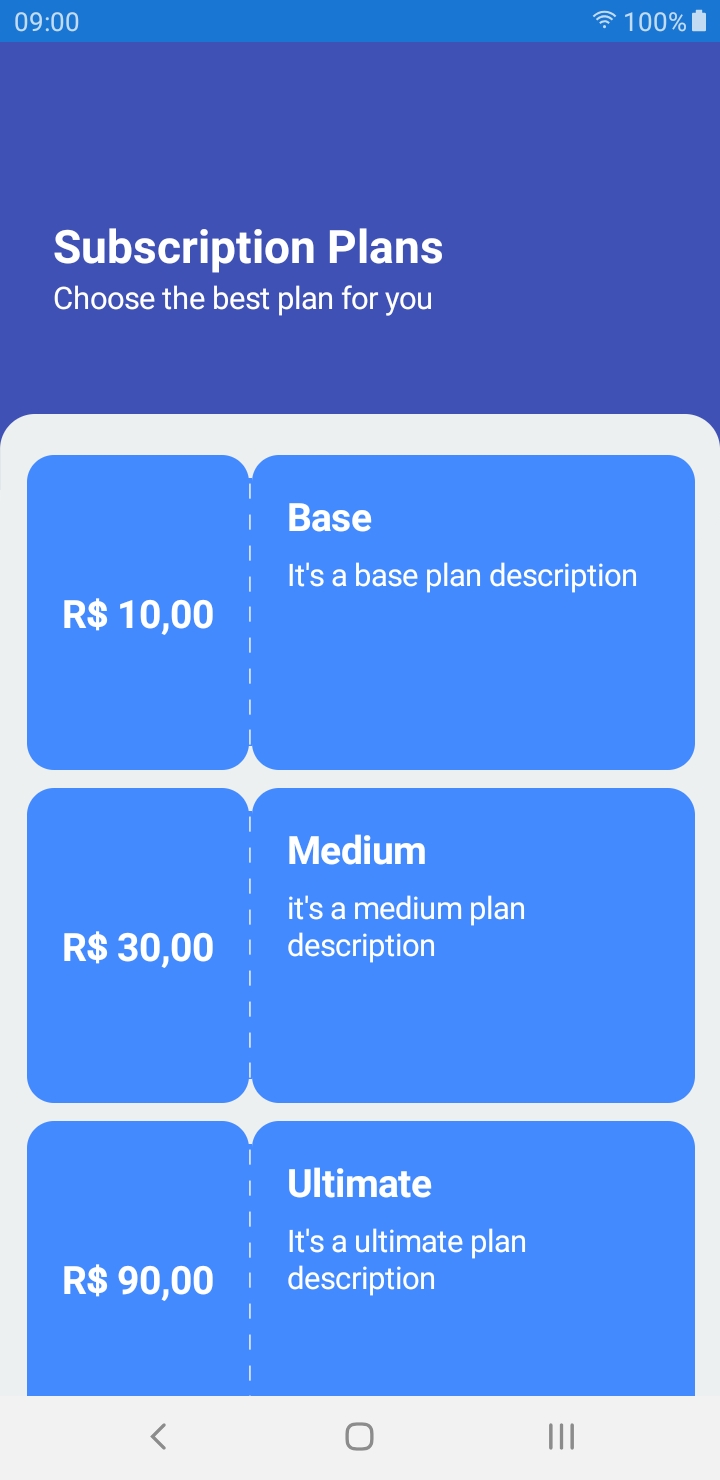 09:00
100%
Subscription Plans
Choose the best plan for you
R$ 10,00
Base
It's a base plan description
R$ 30,00
Medium
it's a medium plan
description
R$ 90,00
Ultimate
It's a ultimate plan
description